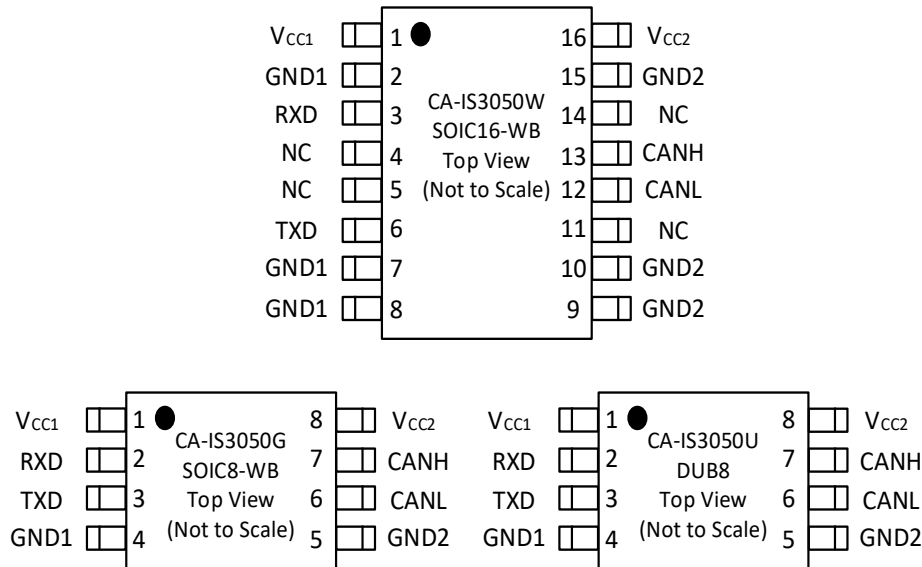 VCC1 1 16 VCC2
GND1 2 15 GND2
RXD 3 CA-IS3050W 14 NC
SOIC16-WB
NC 4 Top View 13 CANH
NC 5 (Not to Scale) 12 CANL
TXD 6 11 NC
GND1 7 10 GND2
GND1 8 9 GND2
VCC1 1 8 VCC2
CA-IS3050G
RXD 2 7 CANH
SOIC8-WB
TXD 3 Top View 6 CANL
GND1 4 (Not to Scale) 5 GND2
VCC1 1 8 VCC2
CA-IS3050U
RXD 2 7 CANH
DUB8
TXD 3 Top View 6 CANL
GND1 4 (Not to Scale) 5 GND2